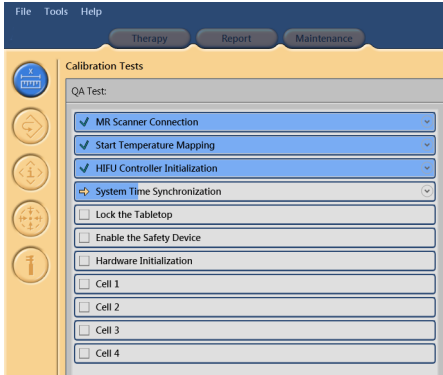 File Tools Help
Therapy Report Maintenance
Calibration Tests
QA Test:
MR Scanner Connection
Start Temperature Mapping
HIFU Controller Initialization
System Time Synchronization
Lock the Tabletop
Enable the Safety Device
Hardware Initialization
Cell 1
Cell 2
Cell 3
Cell 4